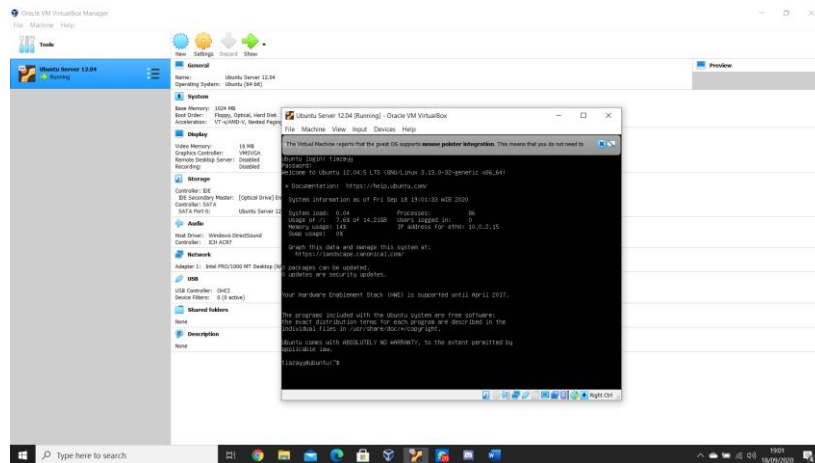 Oracle VM VirtualBox Manager
File Machine Help
Tools
New Settings Discard Show
Ubuntu Server 12.04
Running
General
Name: Ubuntu Server 12.04
Operating System: Ubuntu (64-bit)
System
Base Memory: 1024 MB
Boot Order: Floppy, Optical, Hard Disk
Acceleration: VT-x/AMD-V, Nested Paging
Display
Video Memory: 16 MB
Graphics Controller: VMSVGA
Remote Desktop Server: Disabled
Recording: Disabled
Storage
Controller: IDE
IDE Secondary Master: [Optical Drive]
Controller: SATA
SATA Port 0: Ubuntu Server 12
Audio
Host Driver: Windows DirectSound
Controller: ICH AC97
Network
Adapter 1: Intel PRO/1000 MT Desktop
USB
USB Controller: OHCI
Device Filters: 0 (0 active)
Shared folders
None
Description
None
Preview
Ubuntu Server 12.04 [Running] - Oracle VM VirtualBox
File Machine View Input Devices Help
The Virtual Machine reports that the guest OS supports mouse pointer integration. This means that you do not need to
ubuntu login: tiazayy
Password:
Welcome to Ubuntu 12.04.5 LTS (GNU/Linux 3.13.0-32-generic x86_64)
* Documentation: https://help.ubuntu.com/
System information as of Fri Sep 18 19:01:33 WIB 2020
System load: 0.04 Processes: 86
Usage of /: 7.6% of 14.21GB Users logged in: 0
Memory usage: 14% IP address for eth0: 10.0.2.15
Swap usage: 0%
Graph this data and manage this system at:
https://landscape.canonical.com/
0 packages can be updated.
0 updates are security updates.
Your Hardware Enablement Stack (HWE) is supported until April 2017.
The programs included with the Ubuntu system are free software;
the exact distribution terms for each program are described in the
individual files in /usr/share/doc/*/copyright.
Ubuntu comes with ABSOLUTELY NO WARRANTY, to the extent permitted by
applicable law.
tiazayy@ubuntu:~$
Right Ctrl
Type here to search
19:01
18/09/2020